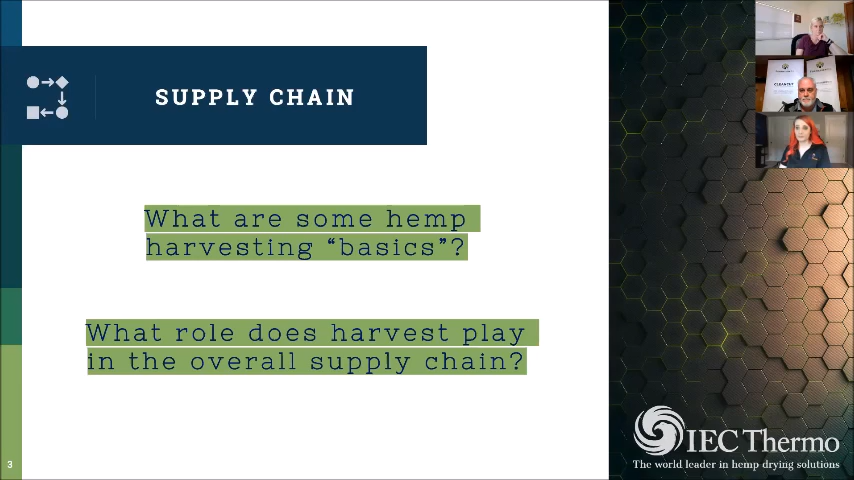 SUPPLY CHAIN
What are some hemp
harvesting “basics”?
What role does harvest play
in the overall supply chain?
3
IEC Thermo
The world leader in hemp drying solutions